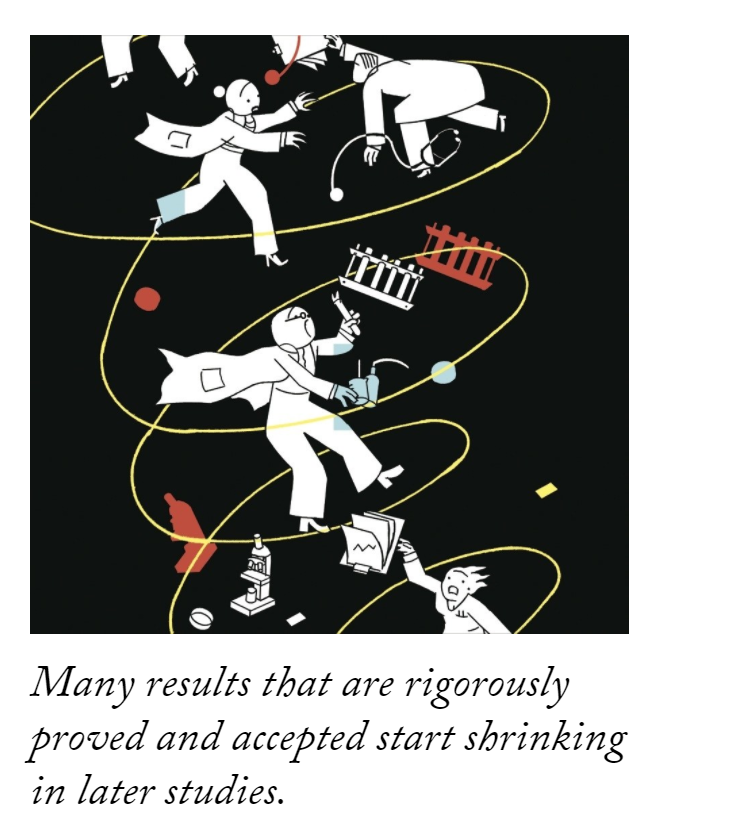 Many results that are rigorously
proved and accepted start shrinking
in later studies.